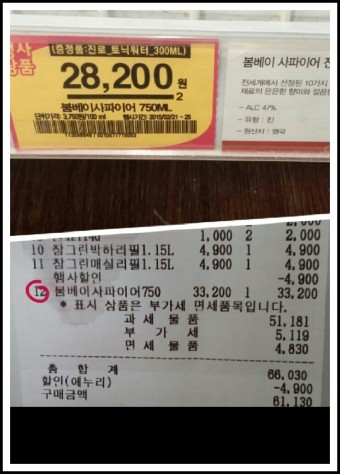 (증정품:진로_토닉워터_300ML)
28,200 원
2
봄베이 사파이어 750ML
단위가격: 3,760원/100 ml 행사기간: 2015/02/21 - 25
봄베이 사파이어 진
전세계에서 선정된 10가지
재료의 은은한 향미와 깔끔한
- ALC 47%
- 유형 : 진
- 원산지 : 영국
1,000 2 2,000
10 참그린박하리필1.15L 4,900 1 4,900
11 참그린매실리필1.15L 4,900 1 4,900
행사할인 -4,900
12 봄베이사파이어750 33,200 1 33,200
* 표시 상품은 부가세 면세품목입니다.
과 세 물 품 51,181
부 가 세 5,119
면 세 물 품 4,830
총 합 계 66,030
할인(에누리) -4,900
구매금액 61,130